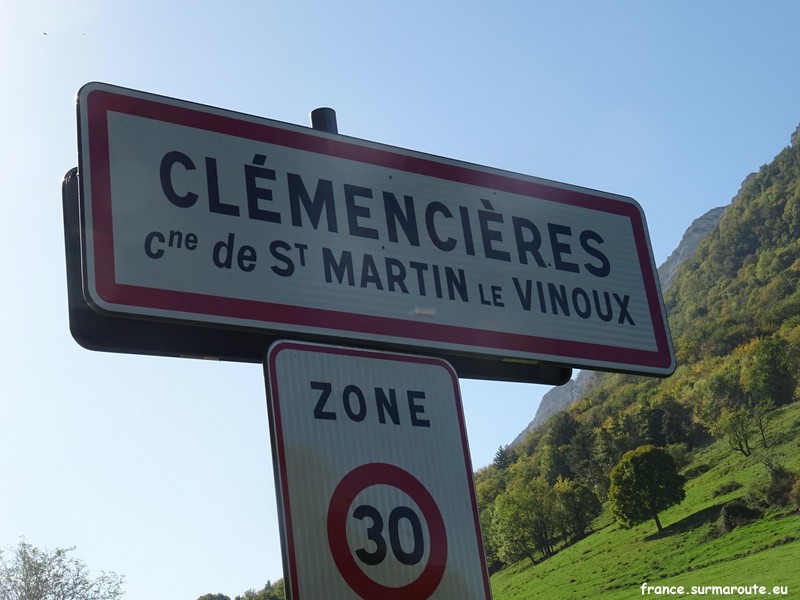 CLÉMENCIÈRES
Cne de ST MARTIN LE VINOUX
ZONE
30
france.surmaroute.eu